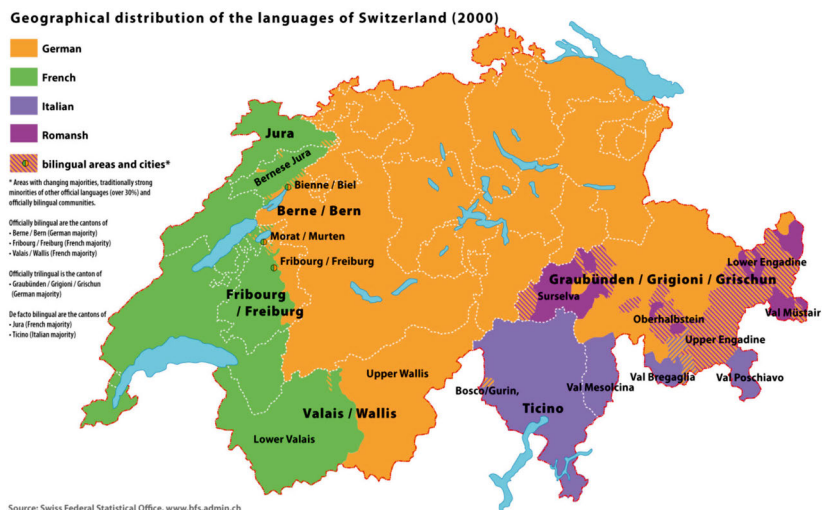 Geographical distribution of the languages of Switzerland (2000)
German
French
Italian
Romansh
bilingual areas and cities*
* Areas with changing majorities, traditionally strong
minorities of other official languages (over 30%) and
officially bilingual communities.
Officially bilingual are the cantons of
• Berne / Bern (German majority)
• Fribourg / Freiburg (French majority)
• Valais / Wallis (French majority)
Officially trilingual is the canton of
• Graubünden / Grigioni / Grischun
(German majority)
De facto bilingual are the cantons of
• Jura (French majority)
• Ticino (Italian majority)
Jura
Bernese Jura
Bienne / Biel
Berne / Bern
Morat / Murten
Fribourg / Freiburg
Fribourg
/ Freiburg
Lower Engadine
Graubünden / Grigioni / Grischun
Surselva
Val Müstair
Oberhalbstein
Upper Engadine
Upper Wallis
Bosco/Gurin,
Val Mesolcina
Val Bregaglia
Val Poschiavo
Valais / Wallis
Ticino
Lower Valais
Source: Swiss Federal Statistical Office, www.bfs.admin.ch